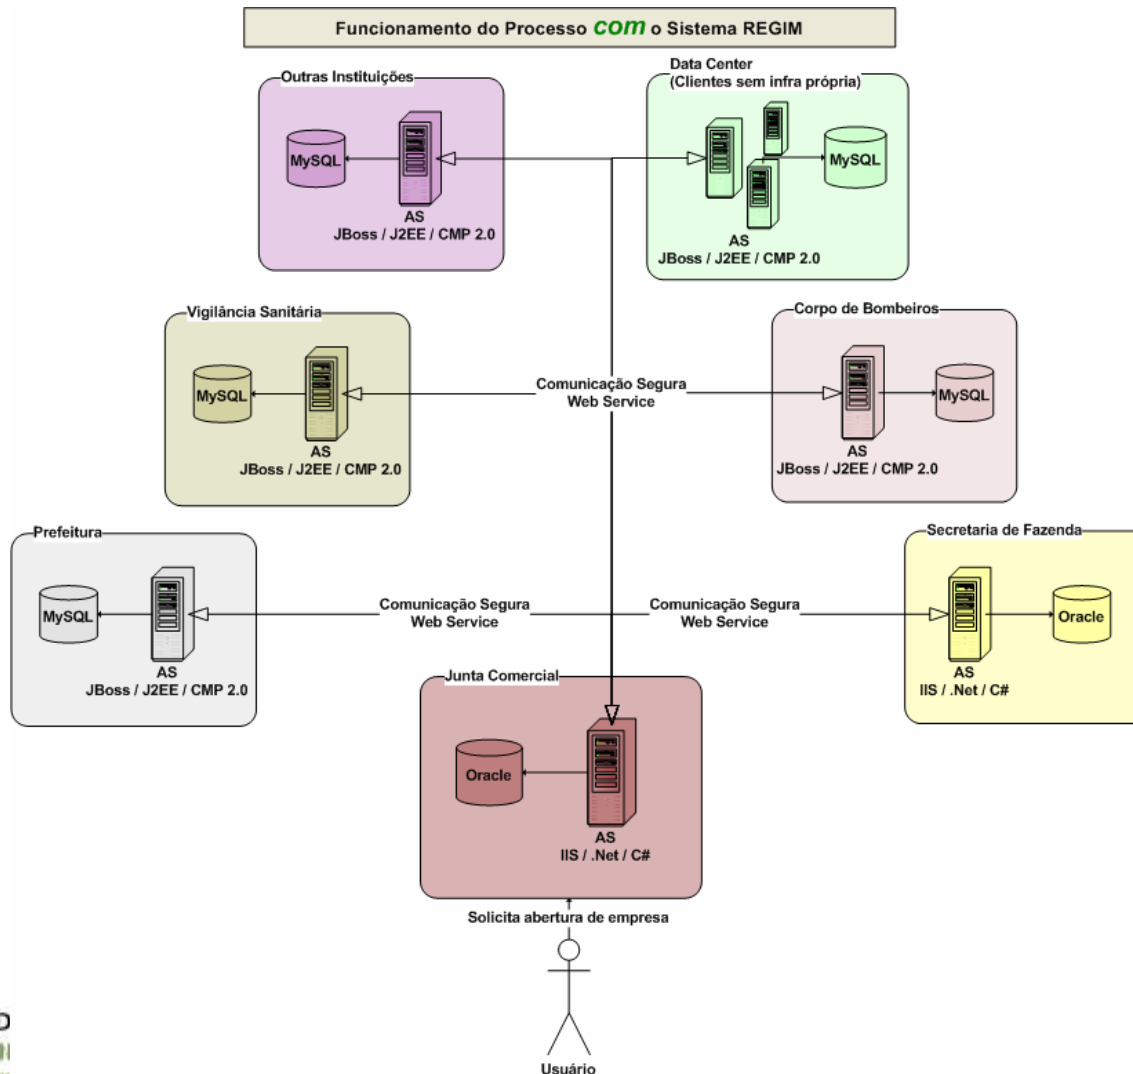 Funcionamento do Processo com o Sistema REGIM
Outras Instituições
MySQL
AS
JBoss / J2EE / CMP 2.0
Data Center
(Clientes sem infra própria)
MySQL
AS
JBoss / J2EE / CMP 2.0
Vigilância Sanitária
MySQL
AS
JBoss / J2EE / CMP 2.0
Comunicação Segura
Web Service
Corpo de Bombeiros
MySQL
AS
JBoss / J2EE / CMP 2.0
Prefeitura
MySQL
AS
JBoss / J2EE / CMP 2.0
Comunicação Segura
Web Service
Comunicação Segura
Web Service
Secretaria de Fazenda
Oracle
AS
IIS / .Net / C#
Junta Comercial
Oracle
AS
IIS / .Net / C#
Solicita abertura de empresa
Usuário